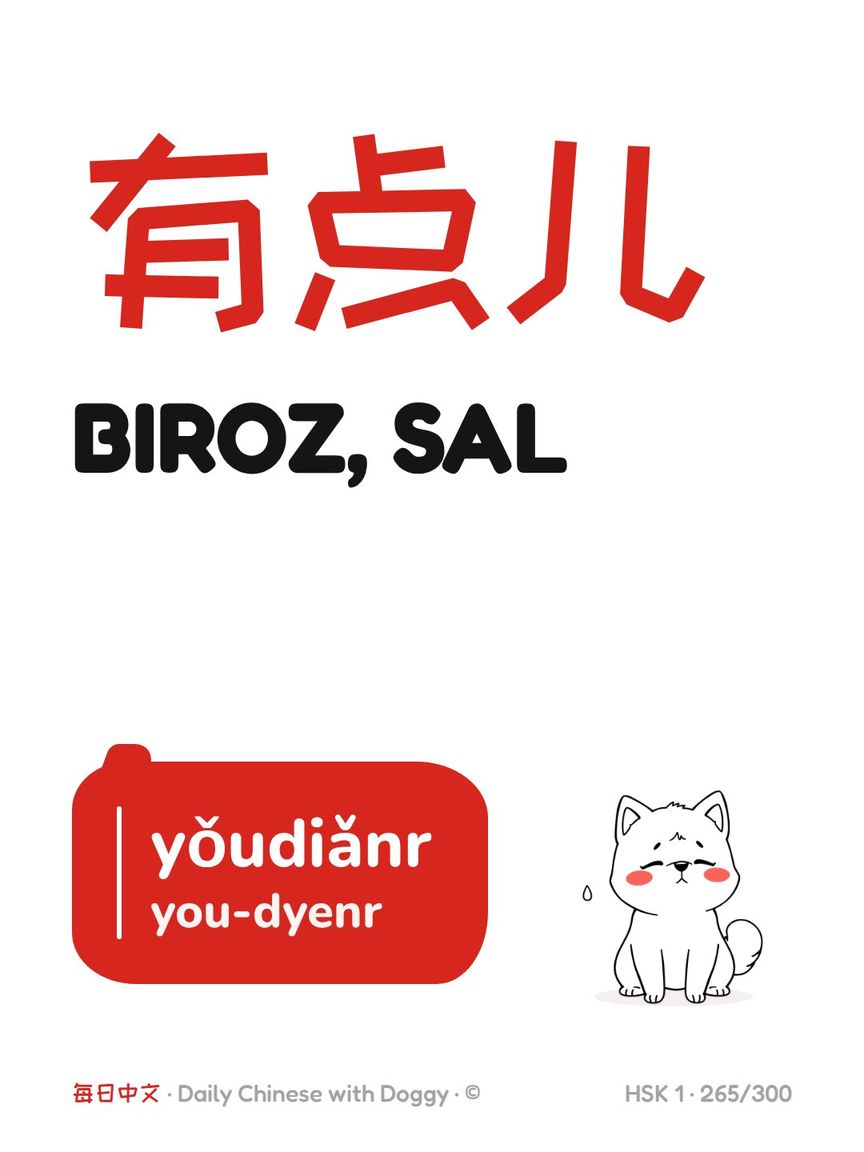 有点儿
BIROZ, SAL
yǒudiǎnr
you-dyenr
每日中文 · Daily Chinese with Doggy · ©
HSK 1 · 265/300